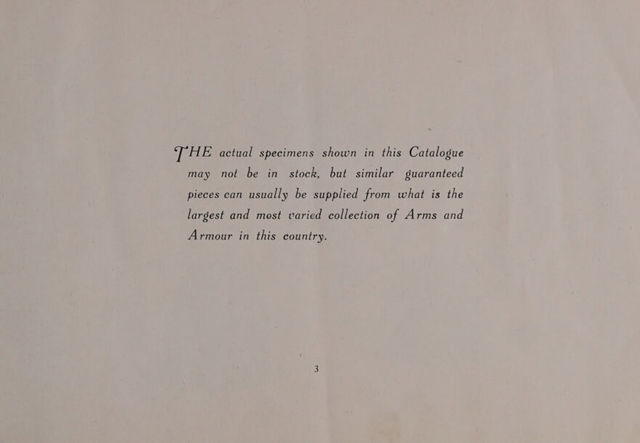 THE actual specimens shown in this Catalogue
may not be in stock, but similar guaranteed
pieces can usually be supplied from what is the
largest and most varied collection of Arms and
Armour in this country.
3